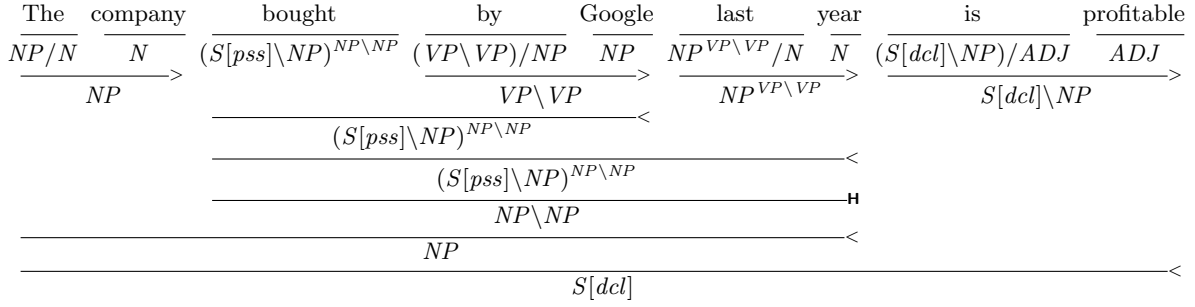 The company bought by Google last year is profitable
NP/N N (S[pss]\NP)^{NP\NP} (VP\VP)/NP NP NP^{VP\VP}/N N (S[dcl]\NP)/ADJ ADJ
> > > >
NP VP\VP NP^{VP\VP} S[dcl]\NP
<
(S[pss]\NP)^{NP\NP}
<
(S[pss]\NP)^{NP\NP}
H
NP\NP
<
NP
<
S[dcl]